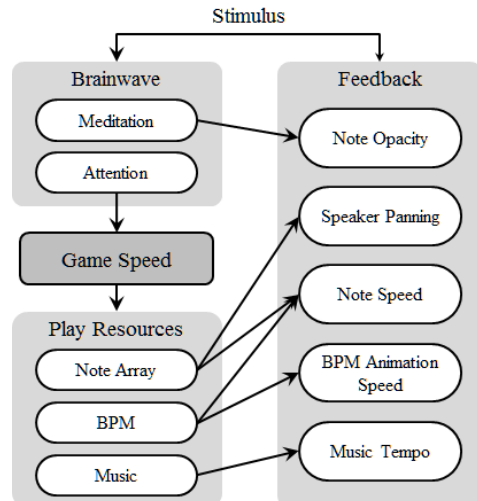 Stimulus
Brainwave
Meditation
Attention
Game Speed
Play Resources
Note Array
BPM
Music
Feedback
Note Opacity
Speaker Panning
Note Speed
BPM Animation
Speed
Music Tempo